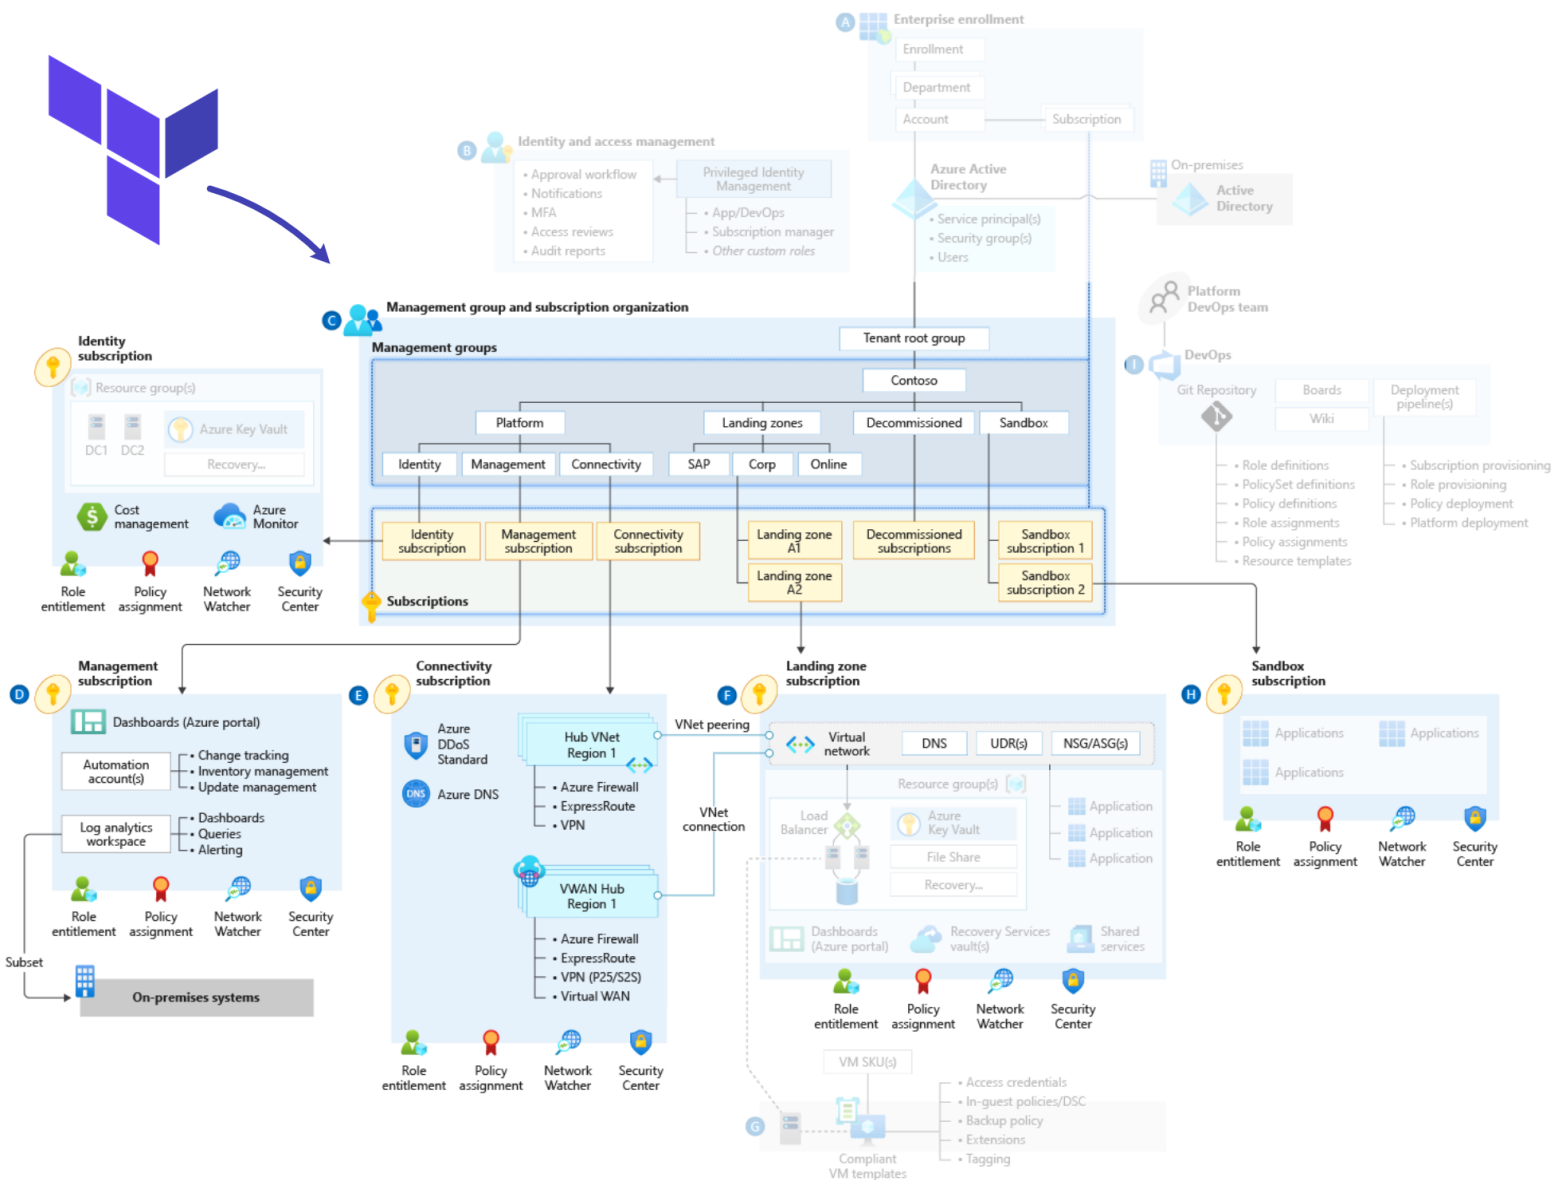 A
Enterprise enrollment
Enrollment
Department
Account
Subscription
B
Identity and access management
• Approval workflow
• Notifications
• MFA
• Access reviews
• Audit reports
Privileged Identity
Management
• App/DevOps
• Subscription manager
• Other custom roles
Azure Active
Directory
• Service principal(s)
• Security group(s)
• Users
On-premises
Active
Directory
Platform
DevOps team
I
DevOps
Git Repository
Boards
Wiki
Deployment
pipeline(s)
• Role definitions
• PolicySet definitions
• Policy definitions
• Role assignments
• Policy assignments
• Resource templates
• Subscription provisioning
• Role provisioning
• Policy deployment
• Platform deployment
C
Management group and subscription organization
Management groups
Tenant root group
Contoso
Platform
Landing zones
Decommissioned
Sandbox
Identity
Management
Connectivity
SAP
Corp
Online
Identity
subscription
Management
subscription
Connectivity
subscription
Landing zone
A1
Landing zone
A2
Decommissioned
subscriptions
Sandbox
subscription 1
Sandbox
subscription 2
Subscriptions
Identity
subscription
Resource group(s)
DC1
DC2
Azure Key Vault
Recovery...
Cost
management
Azure
Monitor
Role
entitlement
Policy
assignment
Network
Watcher
Security
Center
D
Management
subscription
Dashboards (Azure portal)
Automation
account(s)
• Change tracking
• Inventory management
• Update management
Log analytics
workspace
• Dashboards
• Queries
• Alerting
Role
entitlement
Policy
assignment
Network
Watcher
Security
Center
Subset
On-premises systems
E
Connectivity
subscription
Azure
DDoS
Standard
DNS
Azure DNS
Hub VNet
Region 1
• Azure Firewall
• ExpressRoute
• VPN
VWAN Hub
Region 1
• Azure Firewall
• ExpressRoute
• VPN (P2S/S2S)
• Virtual WAN
Role
entitlement
Policy
assignment
Network
Watcher
Security
Center
VNet peering
VNet
connection
F
Landing zone
subscription
Virtual
network
DNS
UDR(s)
NSG/ASG(s)
Resource group(s)
Load
Balancer
Azure
Key Vault
File Share
Recovery...
Application
Application
Application
Dashboards
(Azure portal)
Recovery Services
vault(s)
Shared
services
Role
entitlement
Policy
assignment
Network
Watcher
Security
Center
H
Sandbox
subscription
Applications
Applications
Applications
Role
entitlement
Policy
assignment
Network
Watcher
Security
Center
G
VM SKU(s)
Compliant
VM templates
• Access credentials
• In-guest policies/DSC
• Backup policy
• Extensions
• Tagging